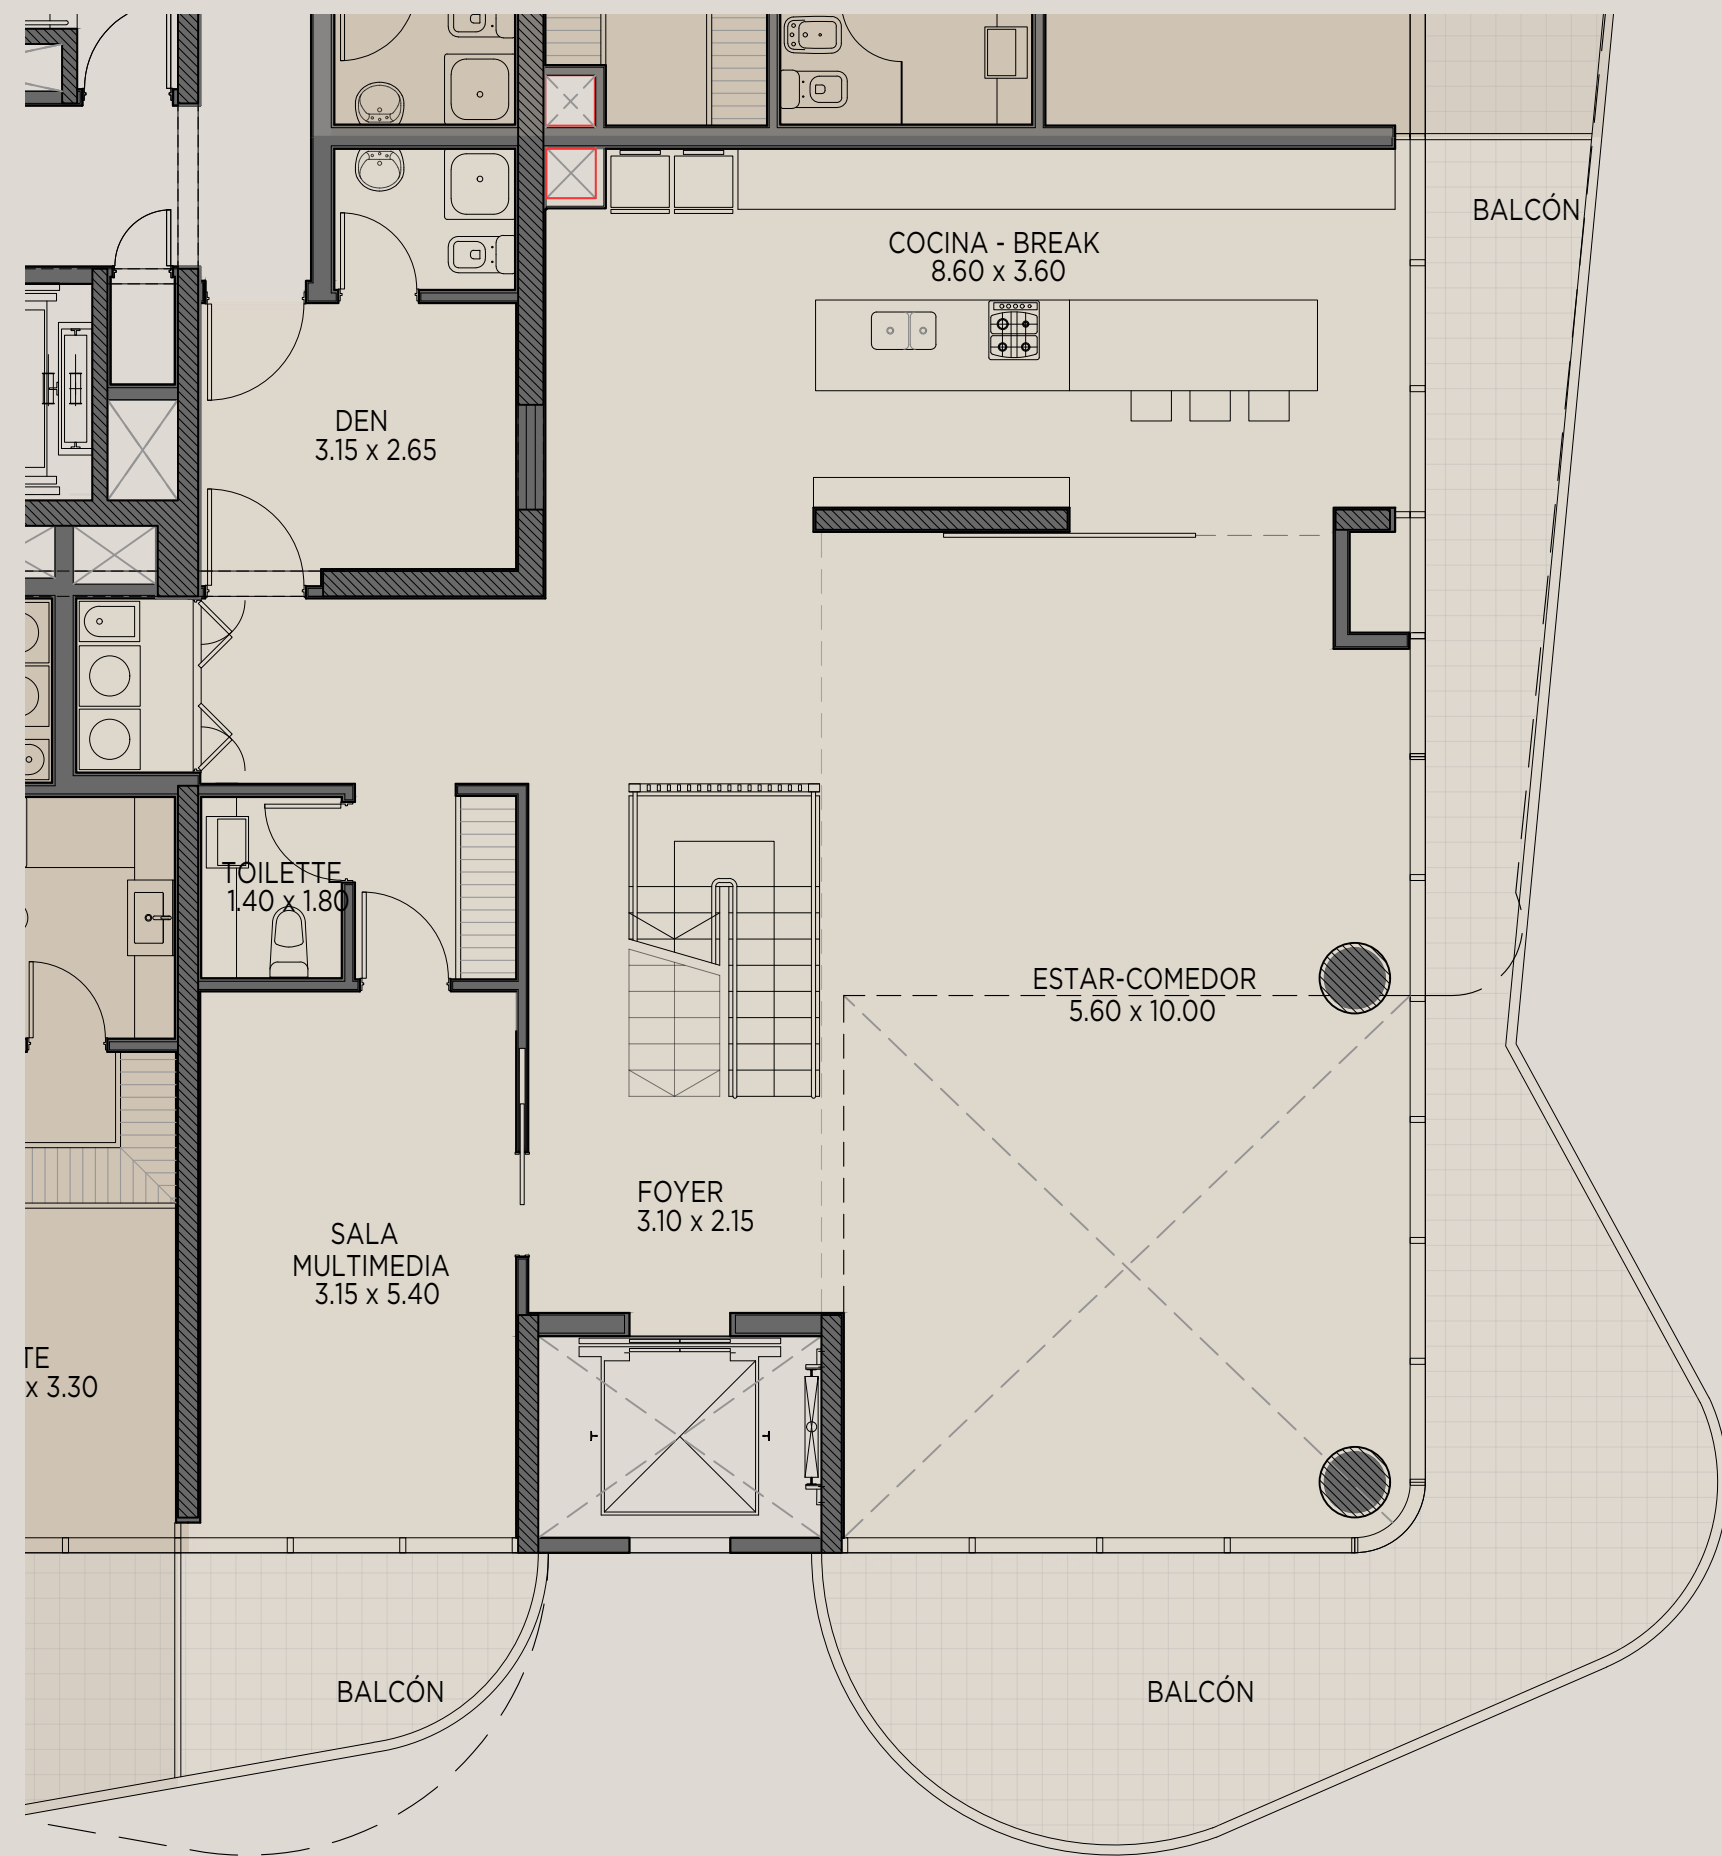 BALCÓN
COCINA - BREAK
8.60 x 3.60
DEN
3.15 x 2.65
TOILETTE
1.40 x 1.80
ESTAR-COMEDOR
5.60 x 10.00
FOYER
3.10 x 2.15
SALA
MULTIMEDIA
3.15 x 5.40
TE
x 3.30
BALCÓN
BALCÓN